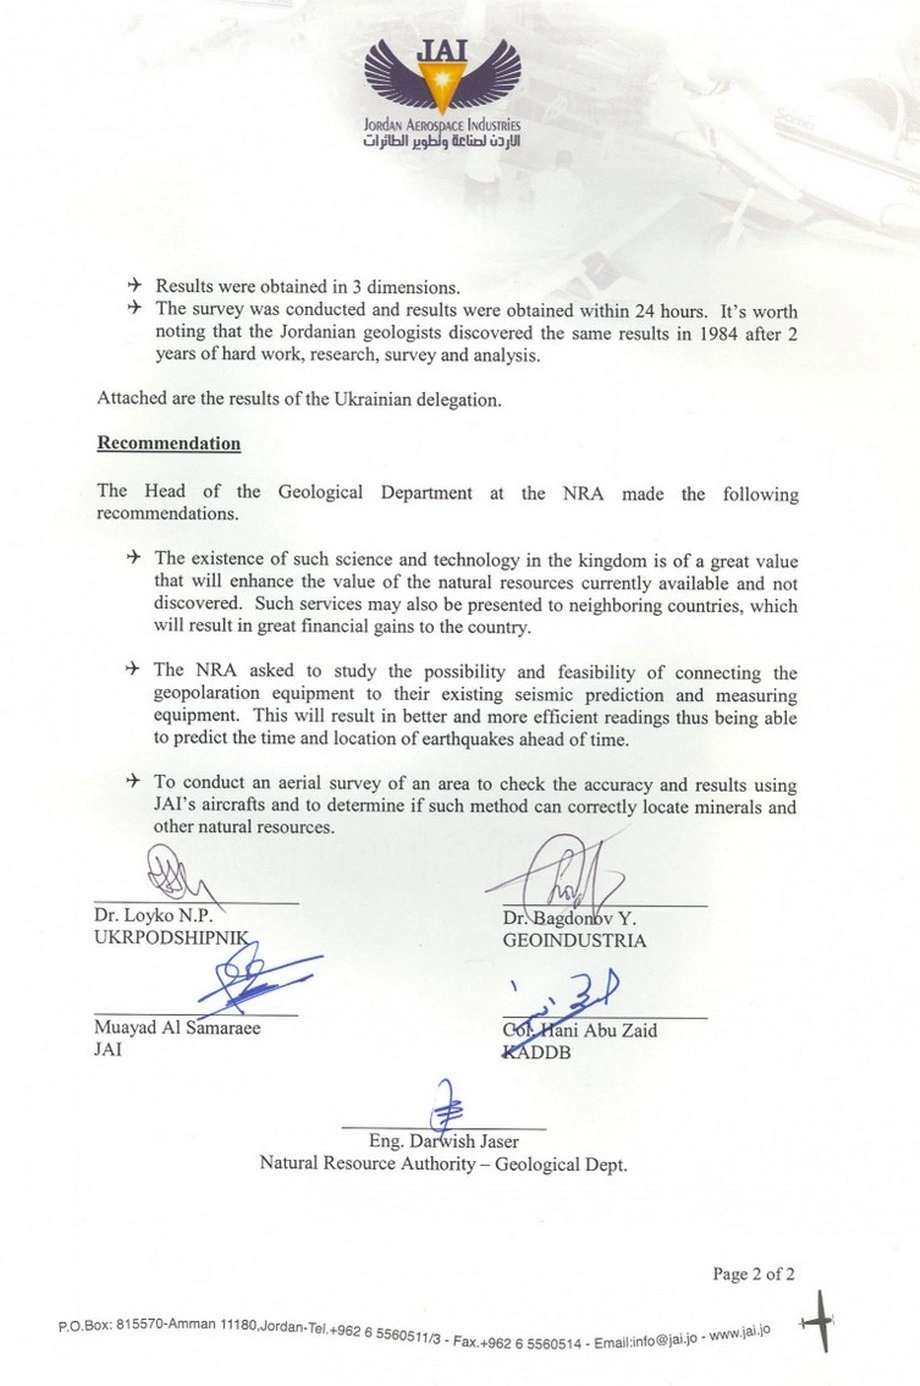 JAI
JORDAN AEROSPACE INDUSTRIES
الاردن لصناعة وتطوير الطائرات
Results were obtained in 3 dimensions.
The survey was conducted and results were obtained within 24 hours. It's worth
noting that the Jordanian geologists discovered the same results in 1984 after 2
years of hard work, research, survey and analysis.
Attached are the results of the Ukrainian delegation.
Recommendation
The Head of the Geological Department at the NRA made the following
recommendations.
The existence of such science and technology in the kingdom is of a great value
that will enhance the value of the natural resources currently available and not
discovered. Such services may also be presented to neighboring countries, which
will result in great financial gains to the country.
The NRA asked to study the possibility and feasibility of connecting the
geopolaration equipment to their existing seismic prediction and measuring
equipment. This will result in better and more efficient readings thus being able
to predict the time and location of earthquakes ahead of time.
To conduct an aerial survey of an area to check the accuracy and results using
JAI's aircrafts and to determine if such method can correctly locate minerals and
other natural resources.
Dr. Loyko N.P.
UKRPODSHIPNIK
Dr. Bagdonov Y.
GEOINDUSTRIA
Muayad Al Samaraee
JAI
Col. Hani Abu Zaid
KADDB
Eng. Darwish Jaser
Natural Resource Authority – Geological Dept.
Page 2 of 2
P.O.Box: 815570-Amman 11180,Jordan-Tel.+962 6 5560511/3 - Fax.+962 6 5560514 - Email:info@jai.jo - www.jai.jo